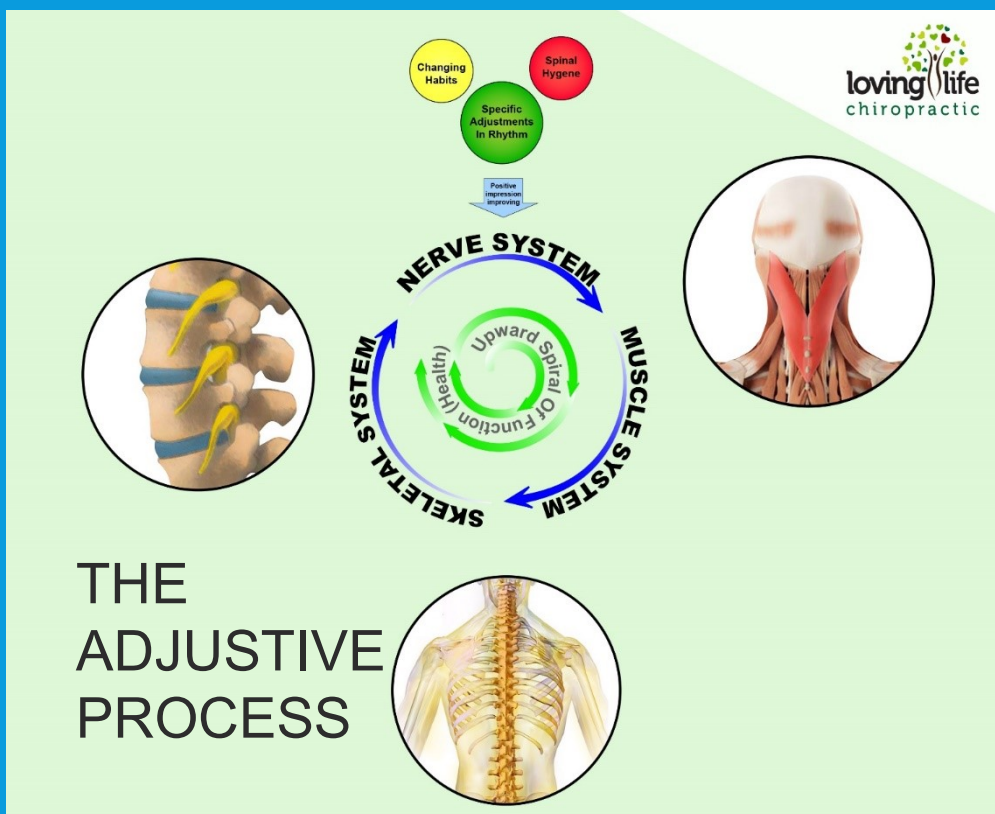 Changing
Habits
Spinal
Hygene
Specific
Adjustments
In Rhythm
loving life
chiropractic
Positive
impression
improving
NERVE SYSTEM
MUSCLE SYSTEM
SKELETAL SYSTEM
Upward Spiral Of Function (Health)
THE
ADJUSTIVE
PROCESS